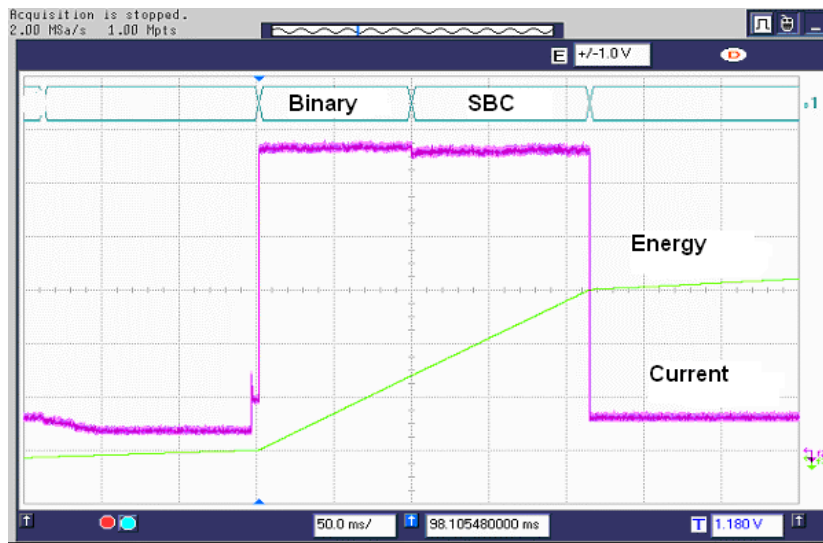 Acquisition is stopped.
2.00 MSa/s 1.00 Mpts
E +/-1.0 V D
Binary SBC
1
Energy
Current
50.0 ms/ 98.105480000 ms T 1.180 V